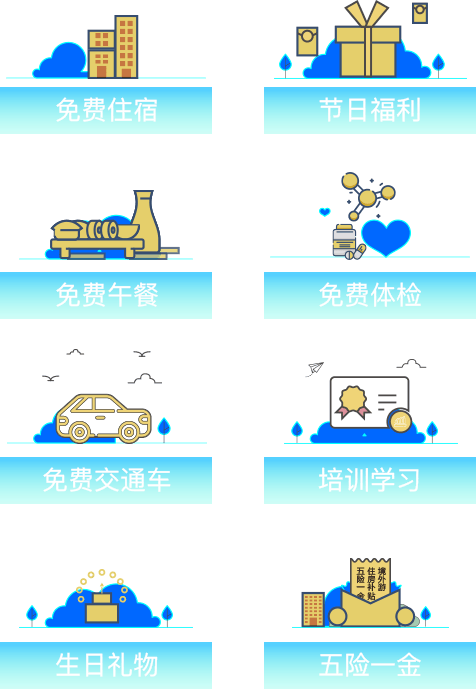 免费住宿
节日福利
免费午餐
免费体检
免费交通车
培训学习
五险一金
住房补贴
境外游
生日礼物
五险一金